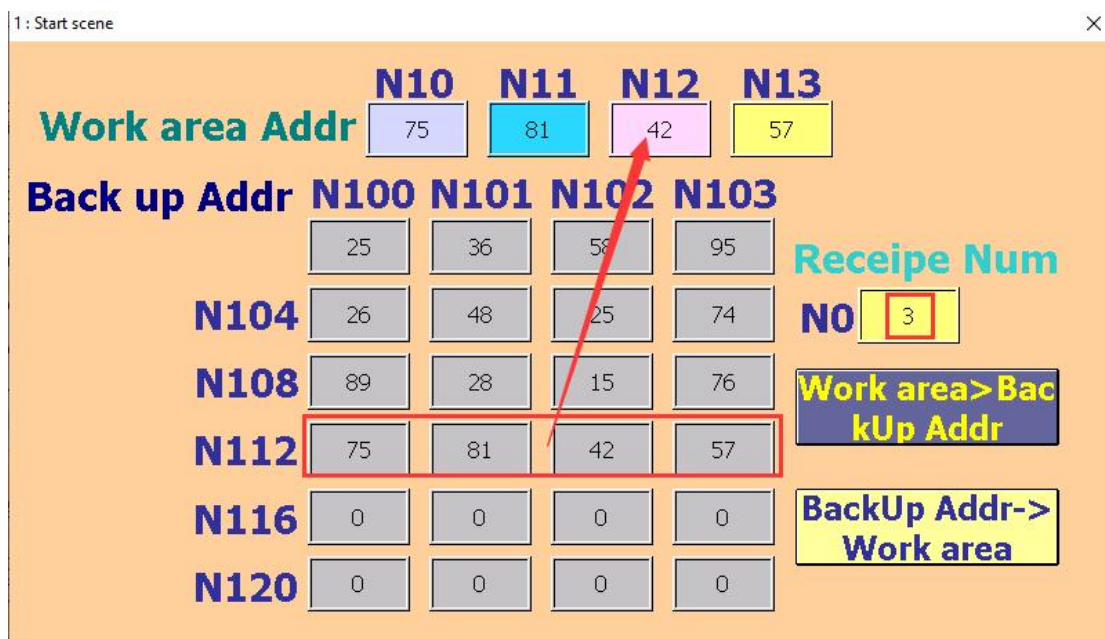 1 : Start scene
N10 N11 N12 N13
Work area Addr 75 81 42 57
Back up Addr N100 N101 N102 N103
25 36 58 95
Receipe Num
N104 26 48 25 74
N0 3
N108 89 28 15 76
Work area>Bac
kUp Addr
N112 75 81 42 57
N116 0 0 0 0
BackUp Addr->
Work area
N120 0 0 0 0